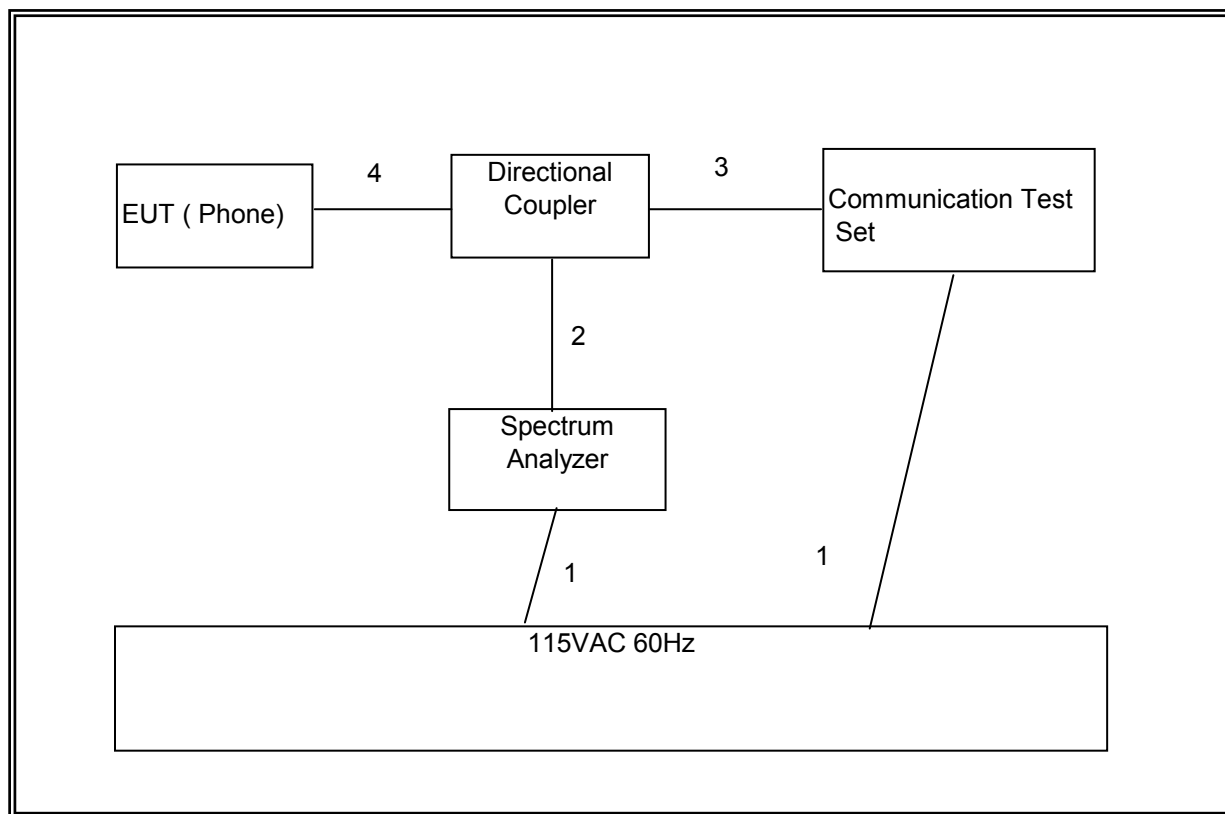 4
Directional
Coupler
3
EUT ( Phone)
Communication Test
Set
2
Spectrum
Analyzer
1
1
115VAC 60Hz